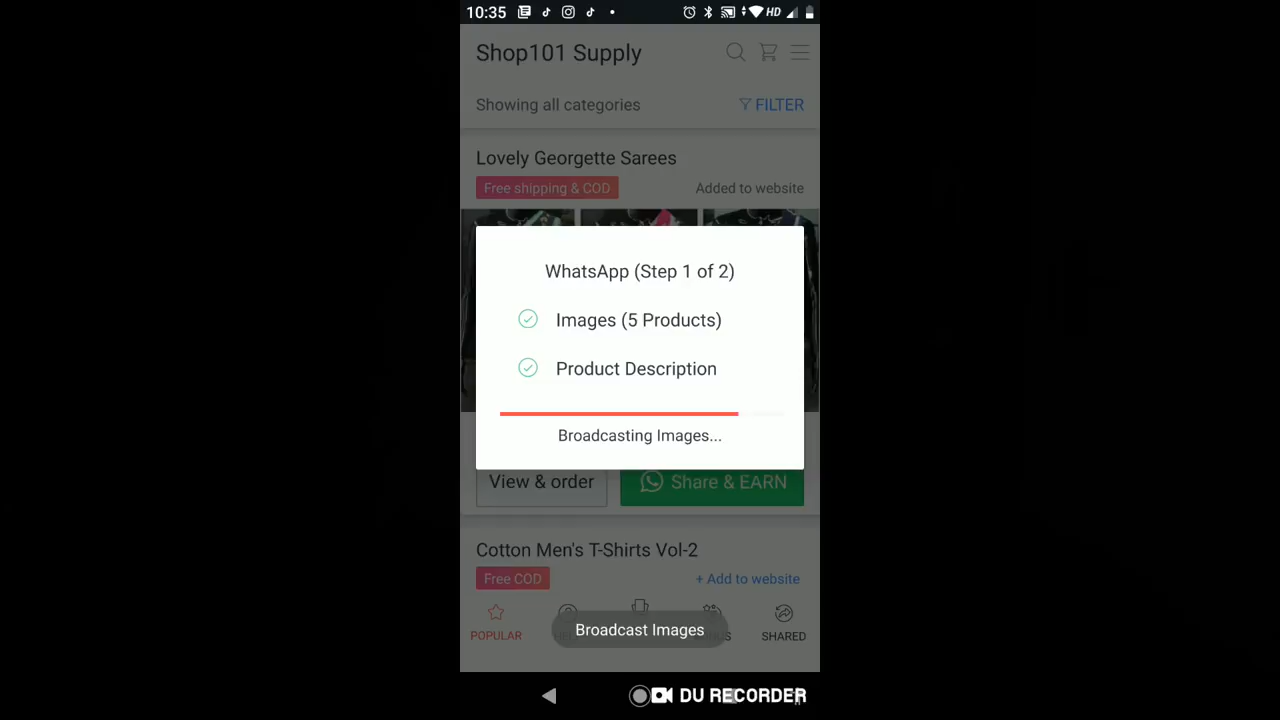 10:35
HD
Shop101 Supply
Showing all categories
FILTER
Lovely Georgette Sarees
Free shipping & COD
Added to website
WhatsApp (Step 1 of 2)
Images (5 Products)
Product Description
Broadcasting Images...
View & order
Share & EARN
Cotton Men's T-Shirts Vol-2
Free COD
+ Add to website
Broadcast Images
POPULAR
SHARED
DU RECORDER